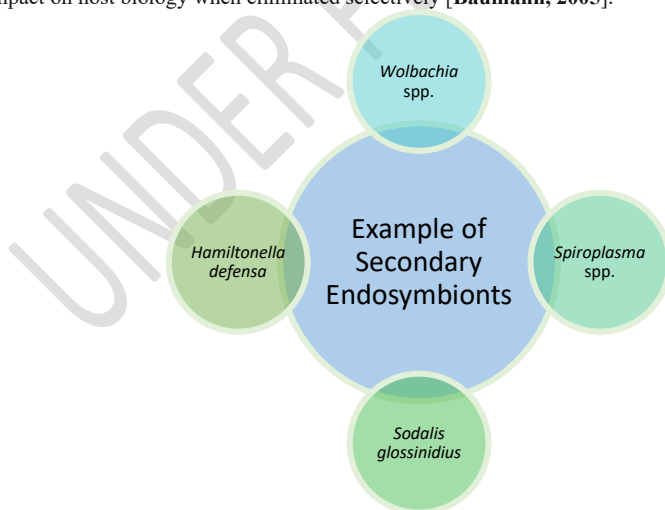 impact on host biology when eliminated selectively [Baumann, 2005].
Wolbachia
spp.
Hamiltonella
defensa
Example of
Secondary
Endosymbionts
Spiroplasma
spp.
Sodalis
glossinidius
UNDER